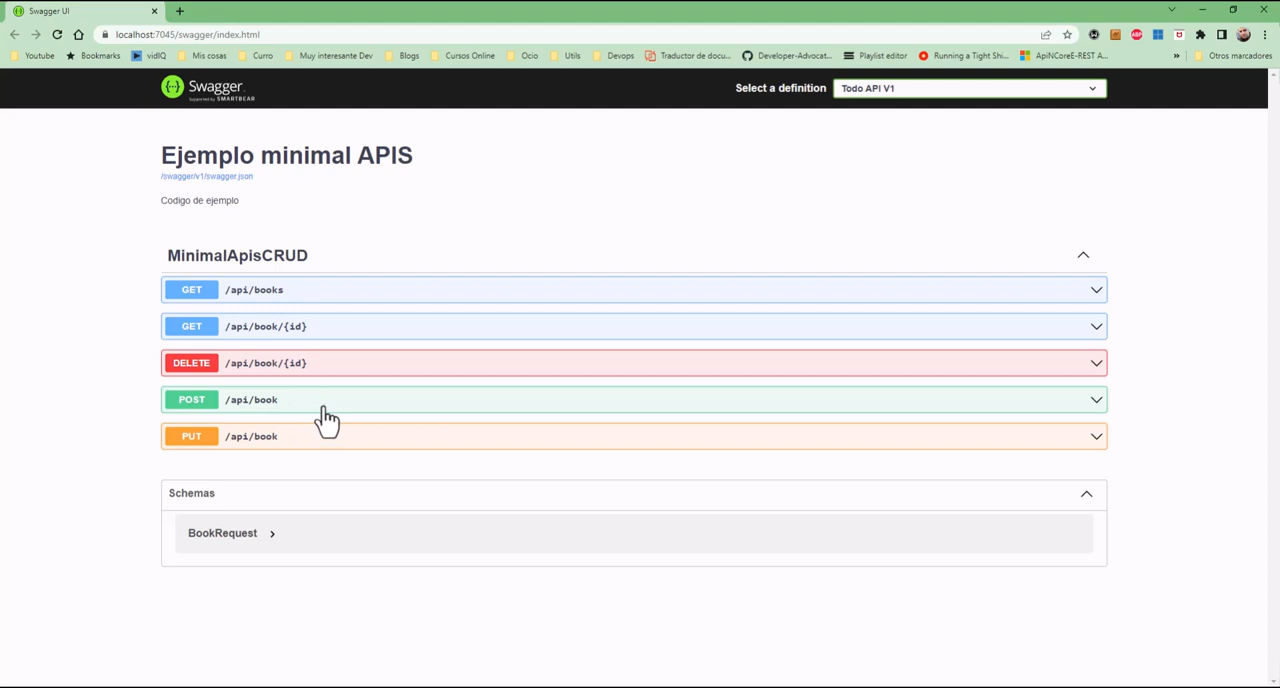 Swagger UI
localhost:7045/swagger/index.html
Youtube Bookmarks vidIQ Mis cosas Curro Muy interesante Dev Blogs Cursos Online Ocio Utils Devops Traductor de docu... Developer-Advocat... Playlist editor Running a Tight Shi... ApiNCoreE-REST A... » Otros marcadores
Swagger
Supported by SMARTBEAR
Select a definition Todo API V1
Ejemplo minimal APIS
/swagger/v1/swagger.json
Codigo de ejemplo
MinimalApisCRUD
GET /api/books
GET /api/book/{id}
DELETE /api/book/{id}
POST /api/book
PUT /api/book
Schemas
BookRequest